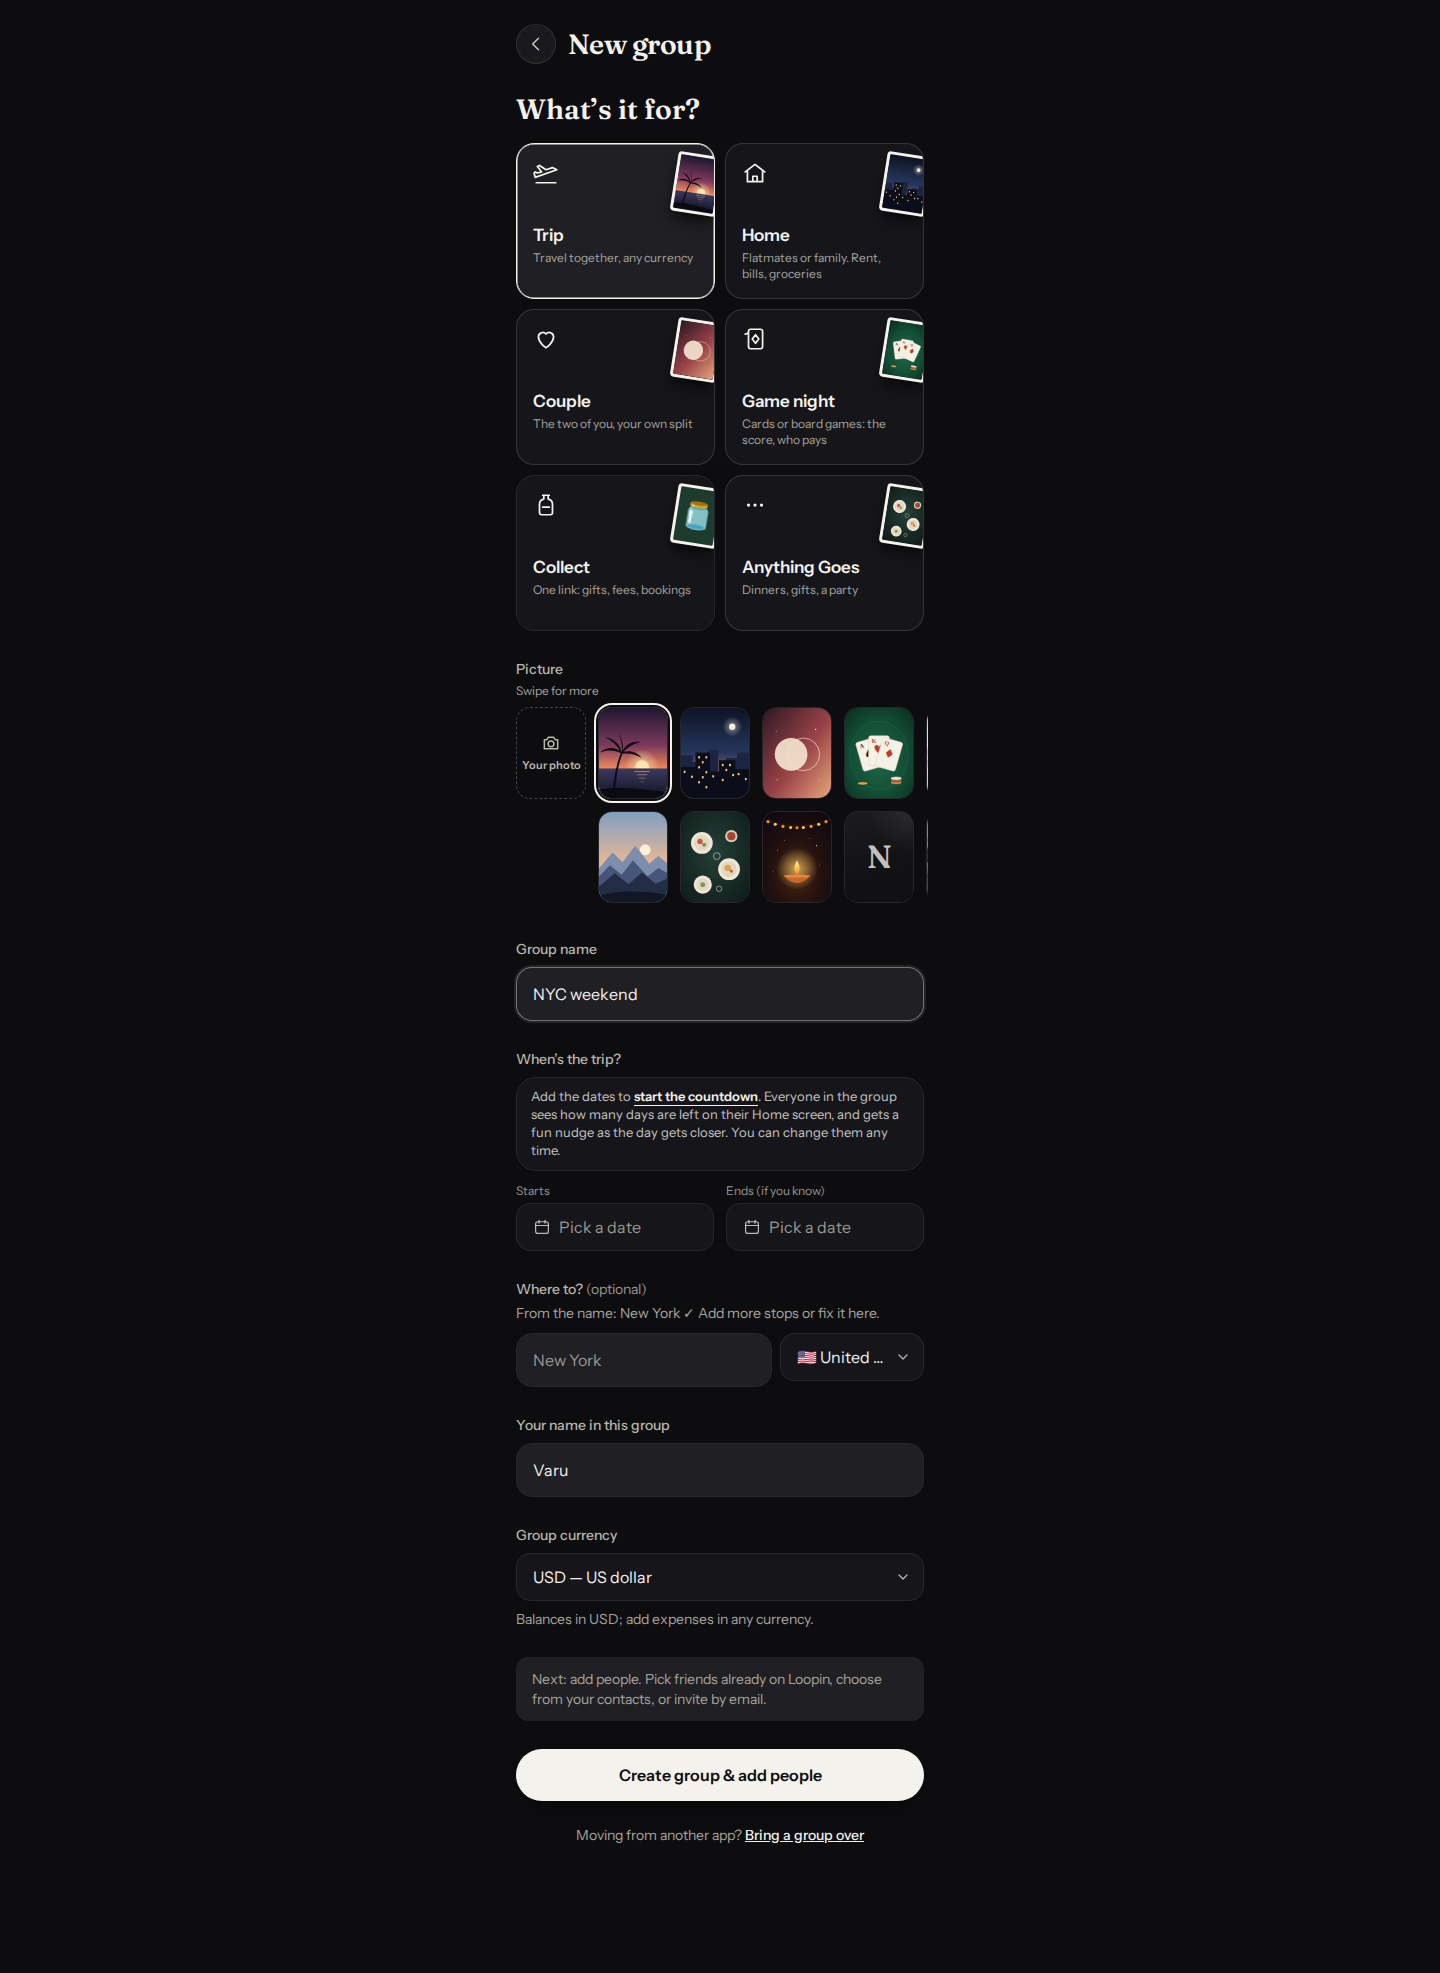 New group
What's it for?
Trip
Travel together, any currency
Home
Flatmates or family. Rent,
bills, groceries
Couple
The two of you, your own split
Game night
Cards or board games: the
score, who pays
Collect
One link: gifts, fees, bookings
Anything Goes
Dinners, gifts, a party
Picture
Swipe for more
Your photo
A K Q
N
Group name
NYC weekend
When's the trip?
Add the dates to start the countdown. Everyone in the group
sees how many days are left on their Home screen, and gets a
fun nudge as the day gets closer. You can change them any
time.
Starts
Ends (if you know)
Pick a date
Pick a date
Where to? (optional)
From the name: New York ✓ Add more stops or fix it here.
New York
🇺🇸 United ...
Your name in this group
Varu
Group currency
USD — US dollar
Balances in USD; add expenses in any currency.
Next: add people. Pick friends already on Loopin, choose
from your contacts, or invite by email.
Create group & add people
Moving from another app? Bring a group over